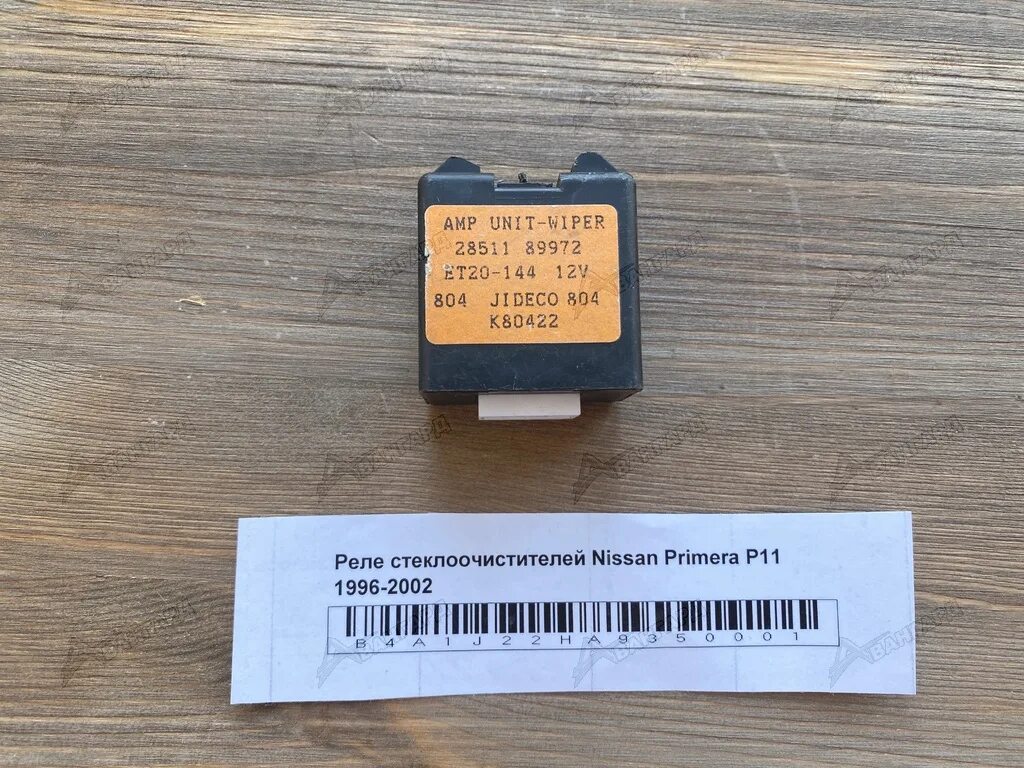 AMP UNIT-WIPER
28511 89972
ET20-144 12V
804 JIDECO 804
K80422
Реле стеклоочистителей Nissan Primera P11
1996-2002
B4A1J22HA9350001
АВАНГАРД